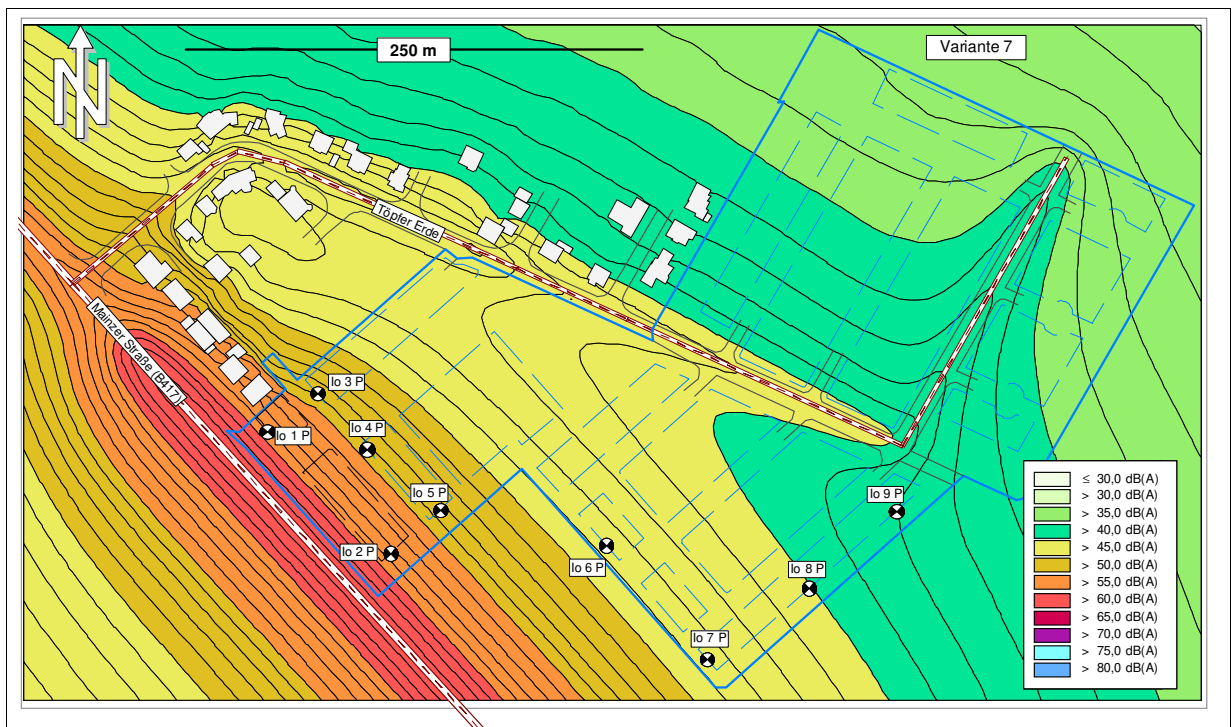 N
250 m
Variante 7
Töpfer Erde
Mainzer Straße (B417)
Io 3 P
Io 1 P
Io 4 P
Io 5 P
Io 2 P
Io 6 P
Io 9 P
Io 8 P
Io 7 P
≤ 30,0 dB(A)
> 30,0 dB(A)
> 35,0 dB(A)
> 40,0 dB(A)
> 45,0 dB(A)
> 50,0 dB(A)
> 55,0 dB(A)
> 60,0 dB(A)
> 65,0 dB(A)
> 70,0 dB(A)
> 75,0 dB(A)
> 80,0 dB(A)